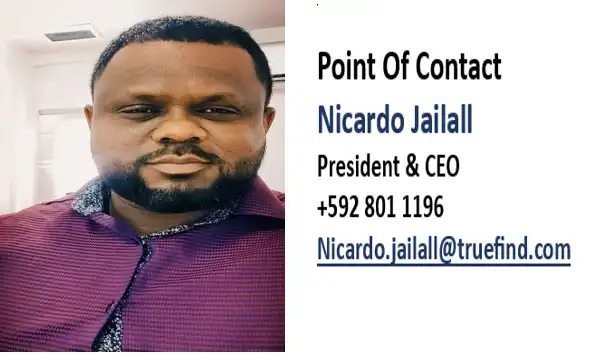 Point Of Contact
Nicardo Jailall
President & CEO
+592 801 1196
Nicardo.jailall@truefind.com